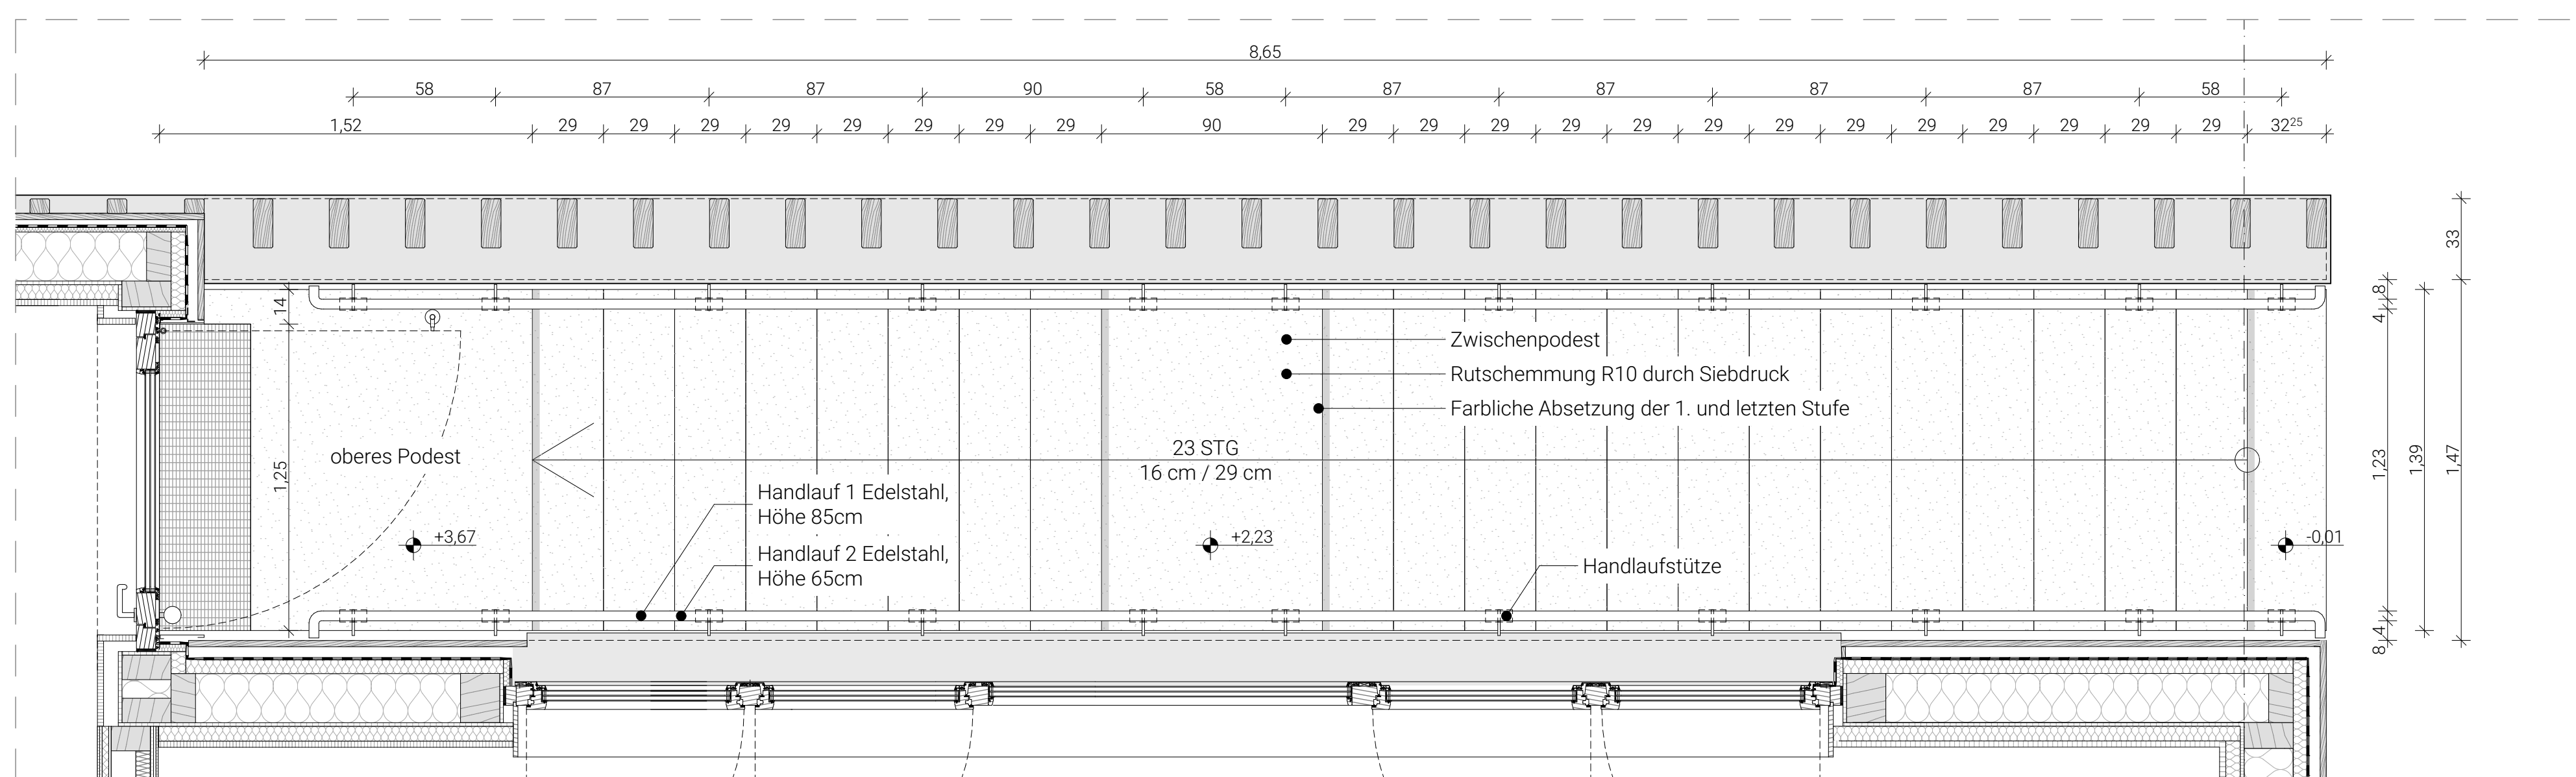 8,65
58 87 87 90 58 87 87 87 87 58
1,52 29 29 29 29 29 29 29 29 90 29 29 29 29 29 29 29 29 29 29 29 29 29 32²⁵
33
14
8
4
Zwischenpodest
Rutschemmung R10 durch Siebdruck
Farbliche Absetzung der 1. und letzten Stufe
23 STG
16 cm / 29 cm
oberes Podest
1,25
1,23
1,39
1,47
Handlauf 1 Edelstahl,
Höhe 85cm
+3,67
+2,23
-0,01
Handlauf 2 Edelstahl,
Höhe 65cm
Handlaufstütze
4
8